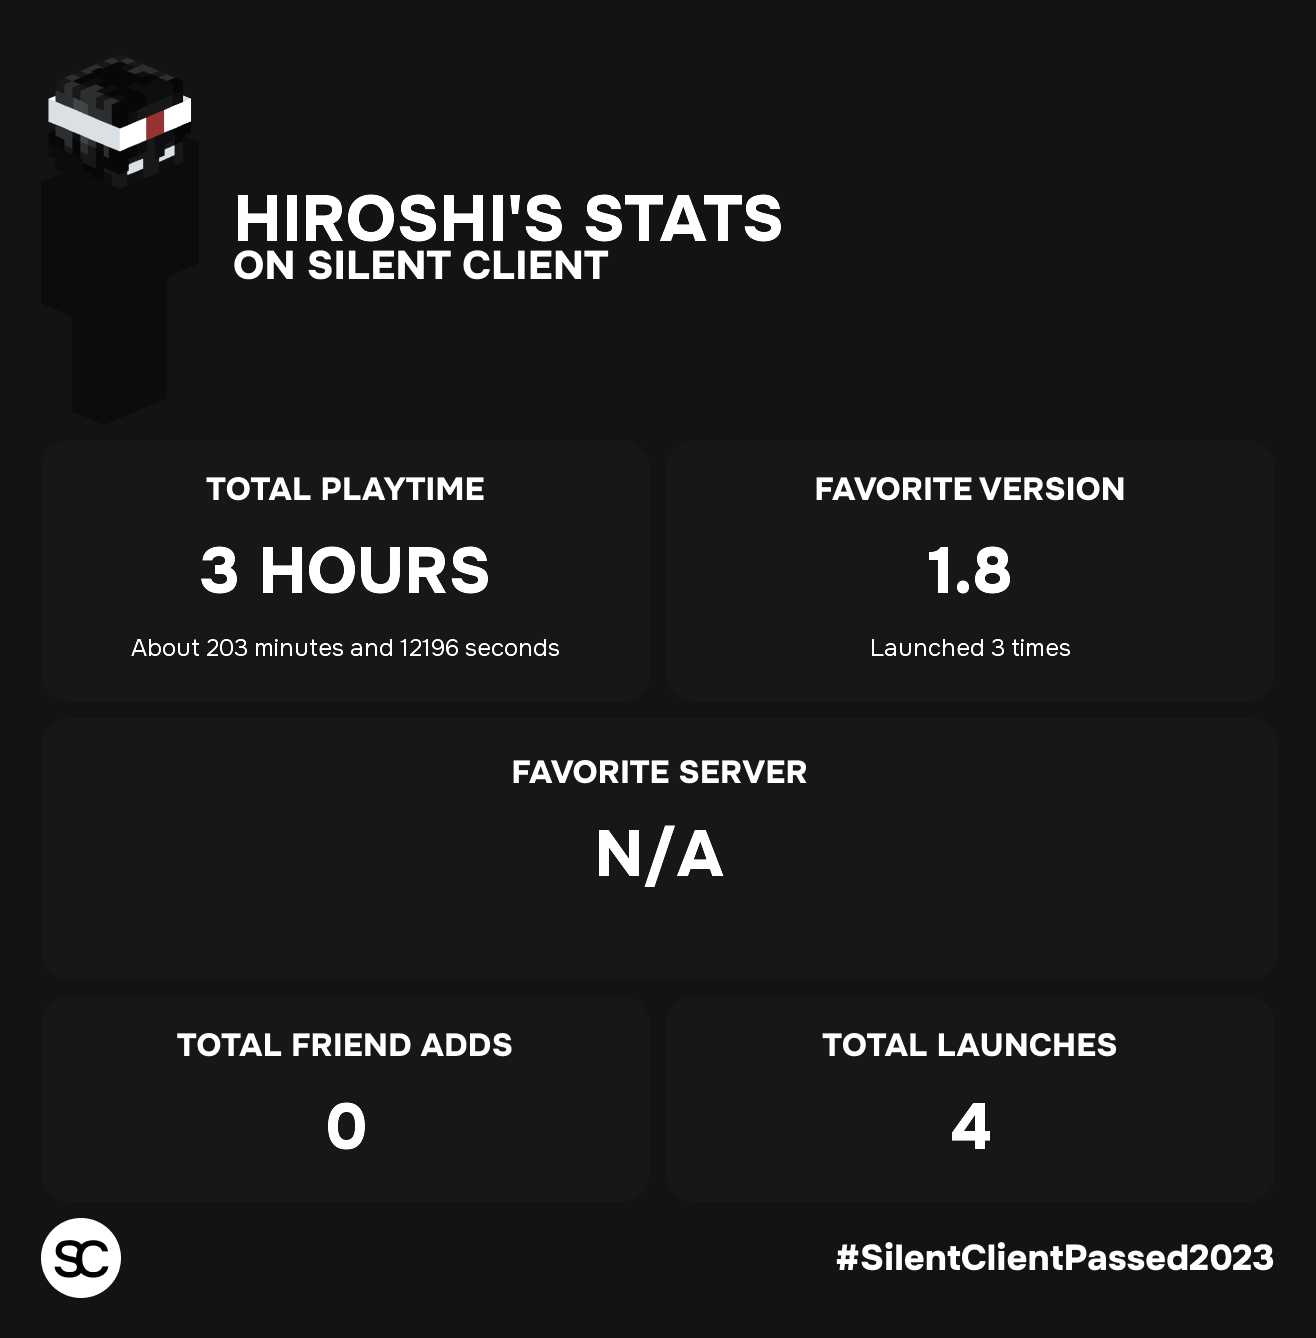 HIROSHI'S STATS
ON SILENT CLIENT
TOTAL PLAYTIME
3 HOURS
About 203 minutes and 12196 seconds
FAVORITE VERSION
1.8
Launched 3 times
FAVORITE SERVER
N/A
TOTAL FRIEND ADDS
0
TOTAL LAUNCHES
4
SC
#SilentClientPassed2023